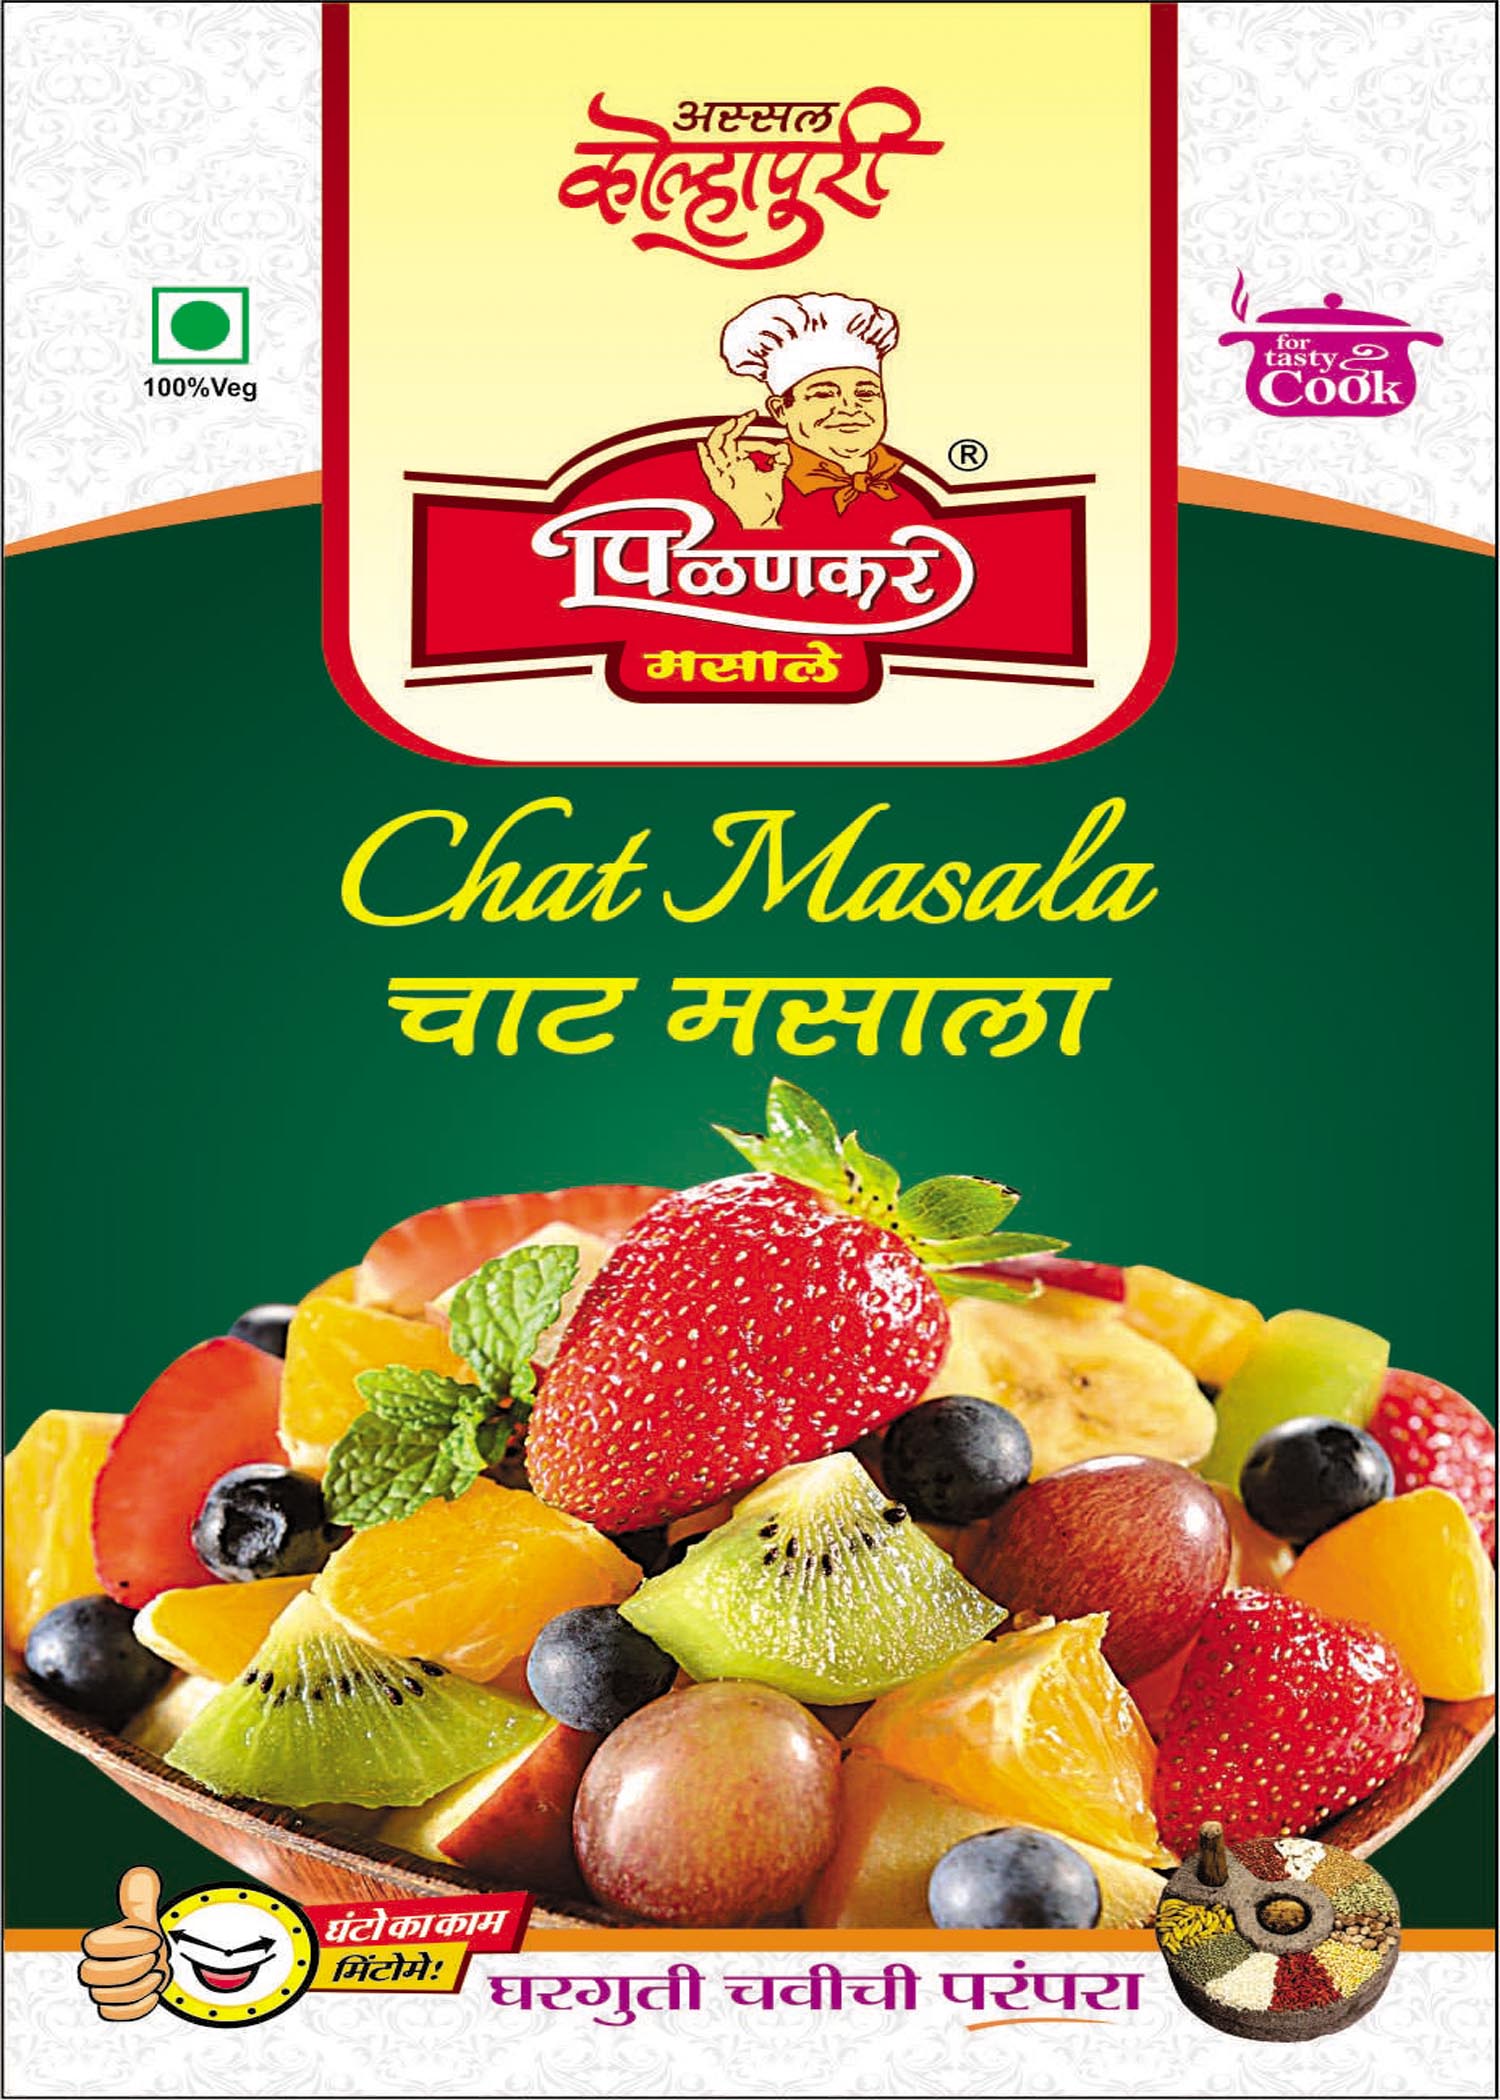 अस्सल
कोल्हापुरी
100%Veg
for
tasty
Cook
®
पिळणकर
मसाले
Chat Masala
चाट मसाला
घंटो का काम
मिंटोमे!
घरगुती चवीची परंपरा